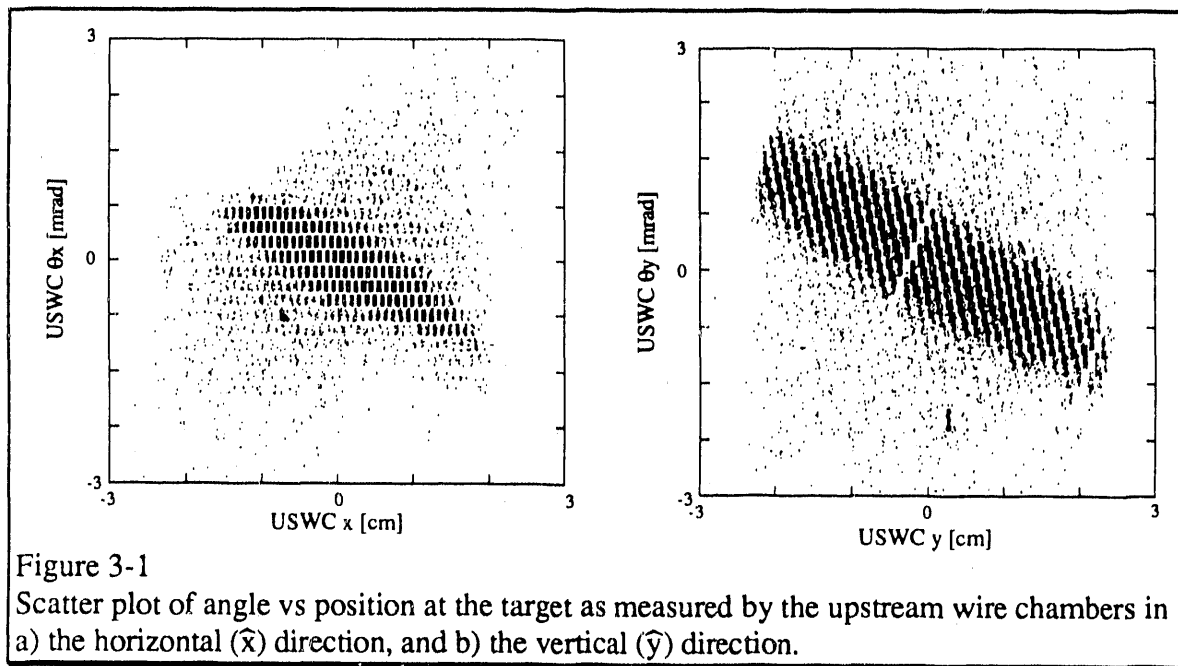 3
0
-3
USWC θx [mrad]
-3
0
3
USWC x [cm]
3
0
-3
USWC θy [mrad]
-3
0
3
USWC y [cm]
Figure 3-1
Scatter plot of angle vs position at the target as measured by the upstream wire chambers in
a) the horizontal (x̂) direction, and b) the vertical (ŷ) direction.